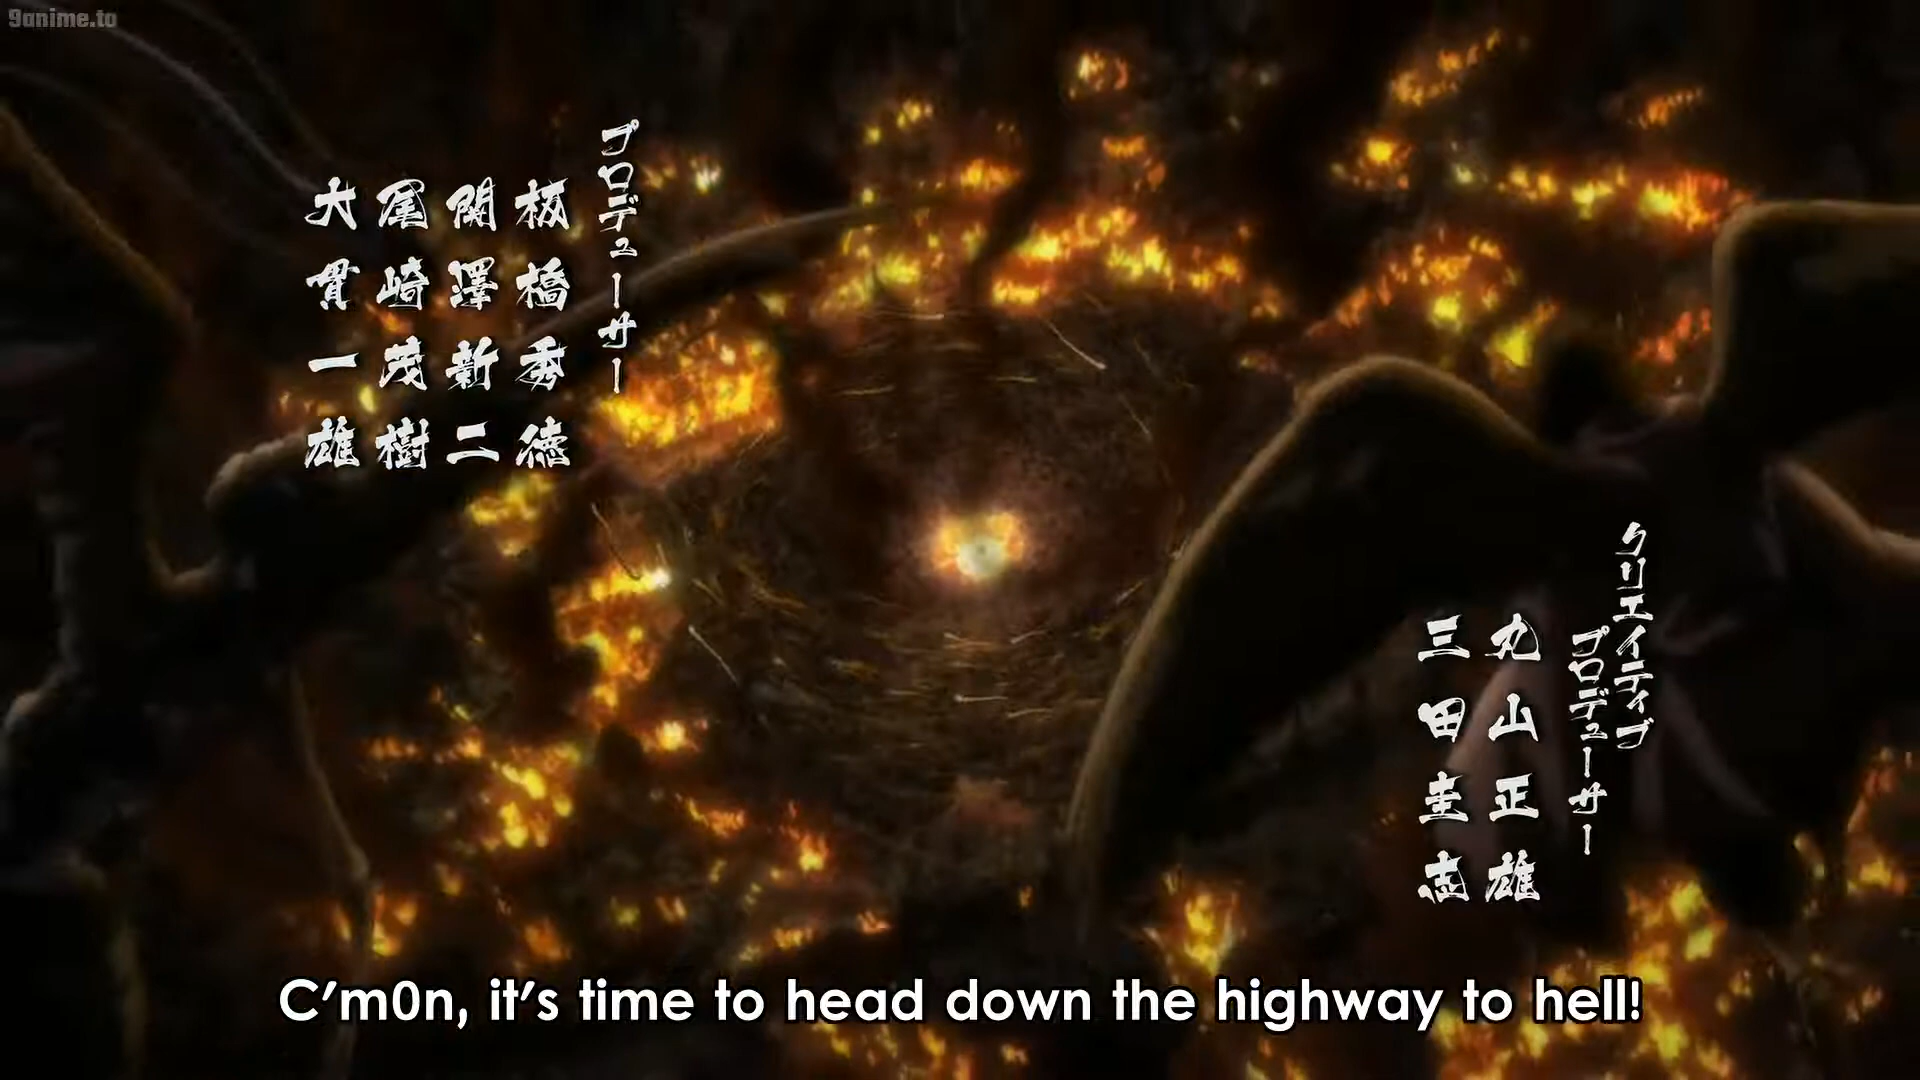 9anime.to
プロデューサー
板橋秀徳
関澤新二
尾崎茂樹
大貫一雄
クリエイティブ
プロデューサー
丸山正雄
三田圭志
C'm0n, it's time to head down the highway to hell!